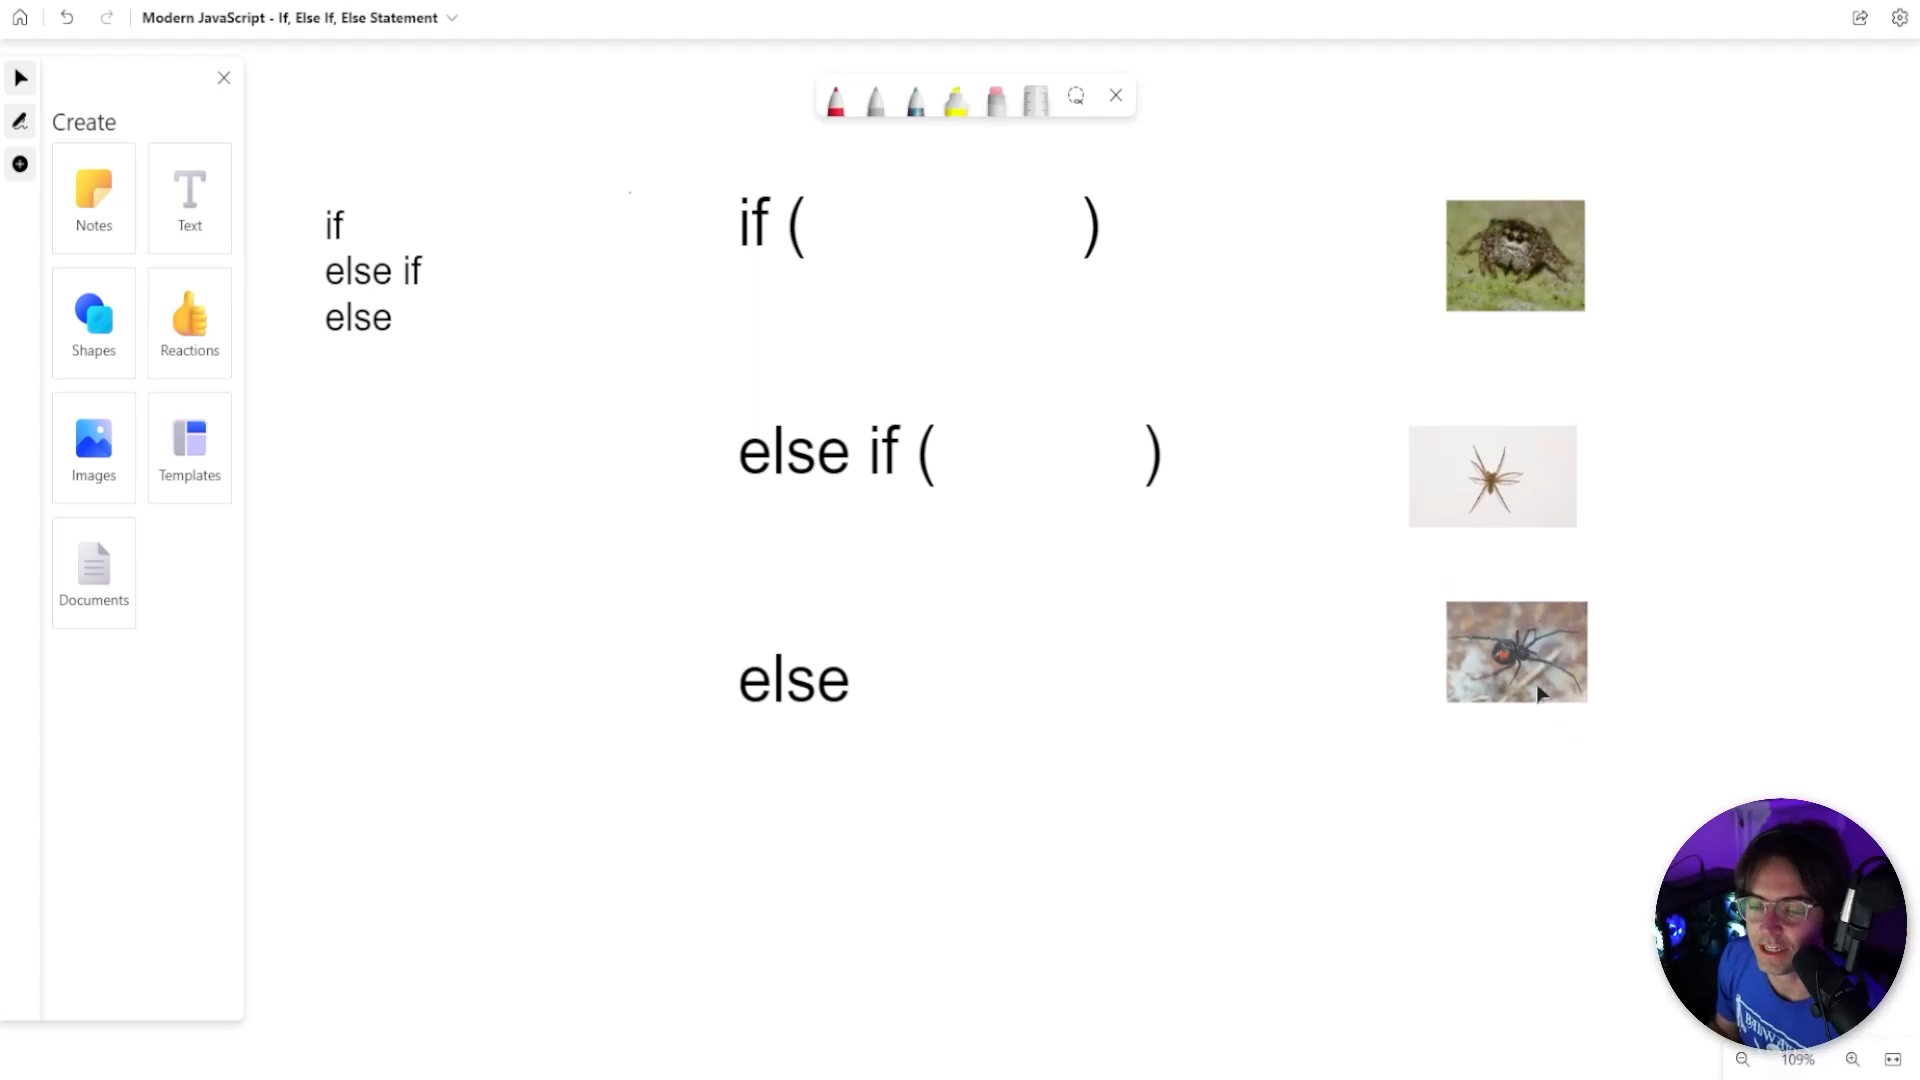 Modern JavaScript - If, Else If, Else Statement
Create
Notes
Text
Shapes
Reactions
Images
Templates
Documents
if
else if
else
if ( )
else if ( )
else
109%